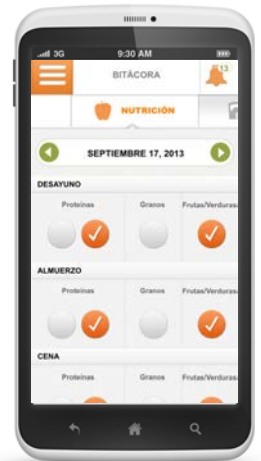 3G 9:30 AM
BITÁCORA 13
NUTRICIÓN
SEPTIEMBRE 17, 2013
DESAYUNO
Proteínas Granos Frutas/Verduras
ALMUERZO
Proteínas Granos Frutas/Verduras
CENA
Proteínas Granos Frutas/Verduras